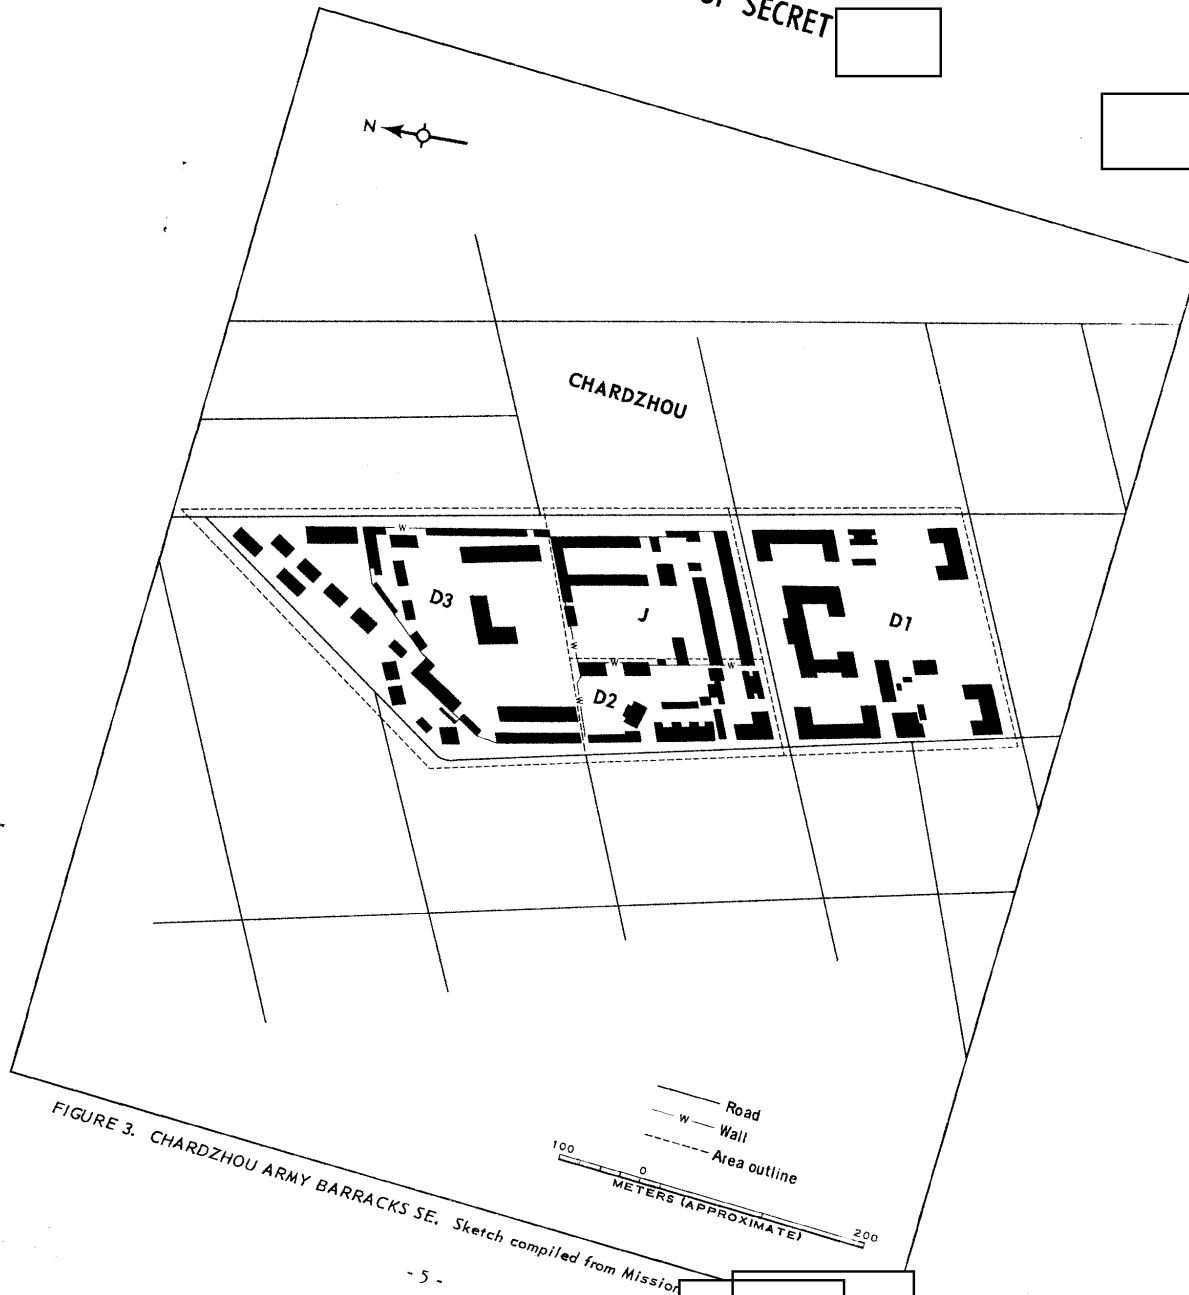 SECRET
N
CHARDZHOU
W
D3
J
D1
W
W
W
D2
W
Road
W Wall
Area outline
100 0 200
METERS (APPROXIMATE)
FIGURE 3. CHARDZHOU ARMY BARRACKS SE. Sketch compiled from Mission
- 5 -